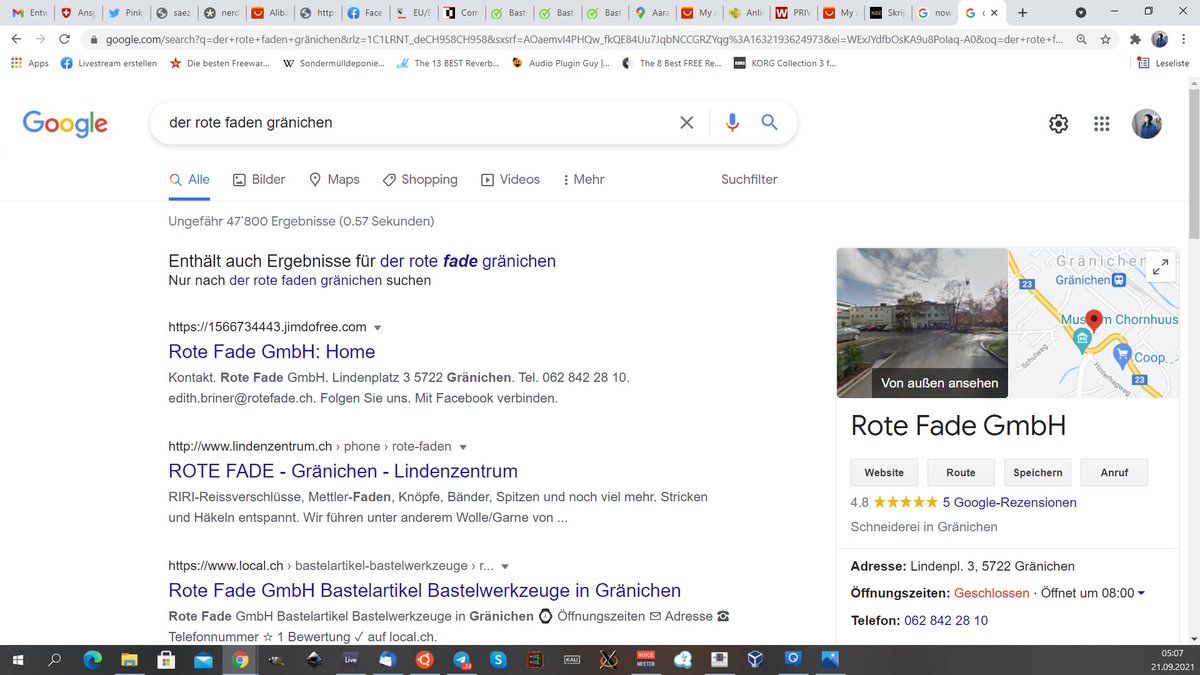 Entw
Ansp
Pink
saez
nerd
Alib
http
Face
EU/E
Con
Bast
Bast
Bast
Aara
My A
Anli
PRIV
My A
Skrip
now
d
google.com/search?q=der+rote+faden+gränichen&rlz=1C1LRNT_deCH958CH958&sxsrf=AOaemvI4PHQw_fkQE84Uu7JqbNCCGRZYqg%3A1632193624973&ei=WExJYdfbOsKA9u8PoIaq-A0&oq=der+rote+f...
Apps
Livestream erstellen
Die besten Freewar...
Sondermülldeponie...
The 13 BEST Reverb...
Audio Plugin Guy |...
The 8 Best FREE Re...
KORG Collection 3 f...
Leseliste
Google
der rote faden gränichen
Alle
Bilder
Maps
Shopping
Videos
Mehr
Suchfilter
Ungefähr 47'800 Ergebnisse (0.57 Sekunden)
Enthält auch Ergebnisse für der rote fade gränichen
Nur nach der rote faden gränichen suchen
https://1566734443.jimdofree.com
Rote Fade GmbH: Home
Kontakt. Rote Fade GmbH. Lindenplatz 3 5722 Gränichen. Tel. 062 842 28 10.
edith.briner@rotefade.ch. Folgen Sie uns. Mit Facebook verbinden.
http://www.lindenzentrum.ch › phone › rote-faden
ROTE FADE - Gränichen - Lindenzentrum
RIRI-Reissverschlüsse, Mettler-Faden, Knöpfe, Bänder, Spitzen und noch viel mehr. Stricken
und Häkeln entspannt. Wir führen unter anderem Wolle/Garne von ...
https://www.local.ch › bastelartikel-bastelwerkzeuge › r...
Rote Fade GmbH Bastelartikel Bastelwerkzeuge in Gränichen
Rote Fade GmbH Bastelartikel Bastelwerkzeuge in Gränichen ⌚ Öffnungszeiten ✉ Adresse ☎
Telefonnummer ☆ 1 Bewertung ✓ auf local.ch.
Von außen ansehen
Gränichen
23
Gränichen
Museum Chornhuus
Coop
Schulweg
Hinterhagweg
23
Rote Fade GmbH
Website
Route
Speichern
Anruf
4.8 ★★★★★ 5 Google-Rezensionen
Schneiderei in Gränichen
Adresse: Lindenpl. 3, 5722 Gränichen
Öffnungszeiten: Geschlossen · Öffnet um 08:00
Telefon: 062 842 28 10
Live
24
KALI
VOICE
MEETER
05:07
21.09.2021